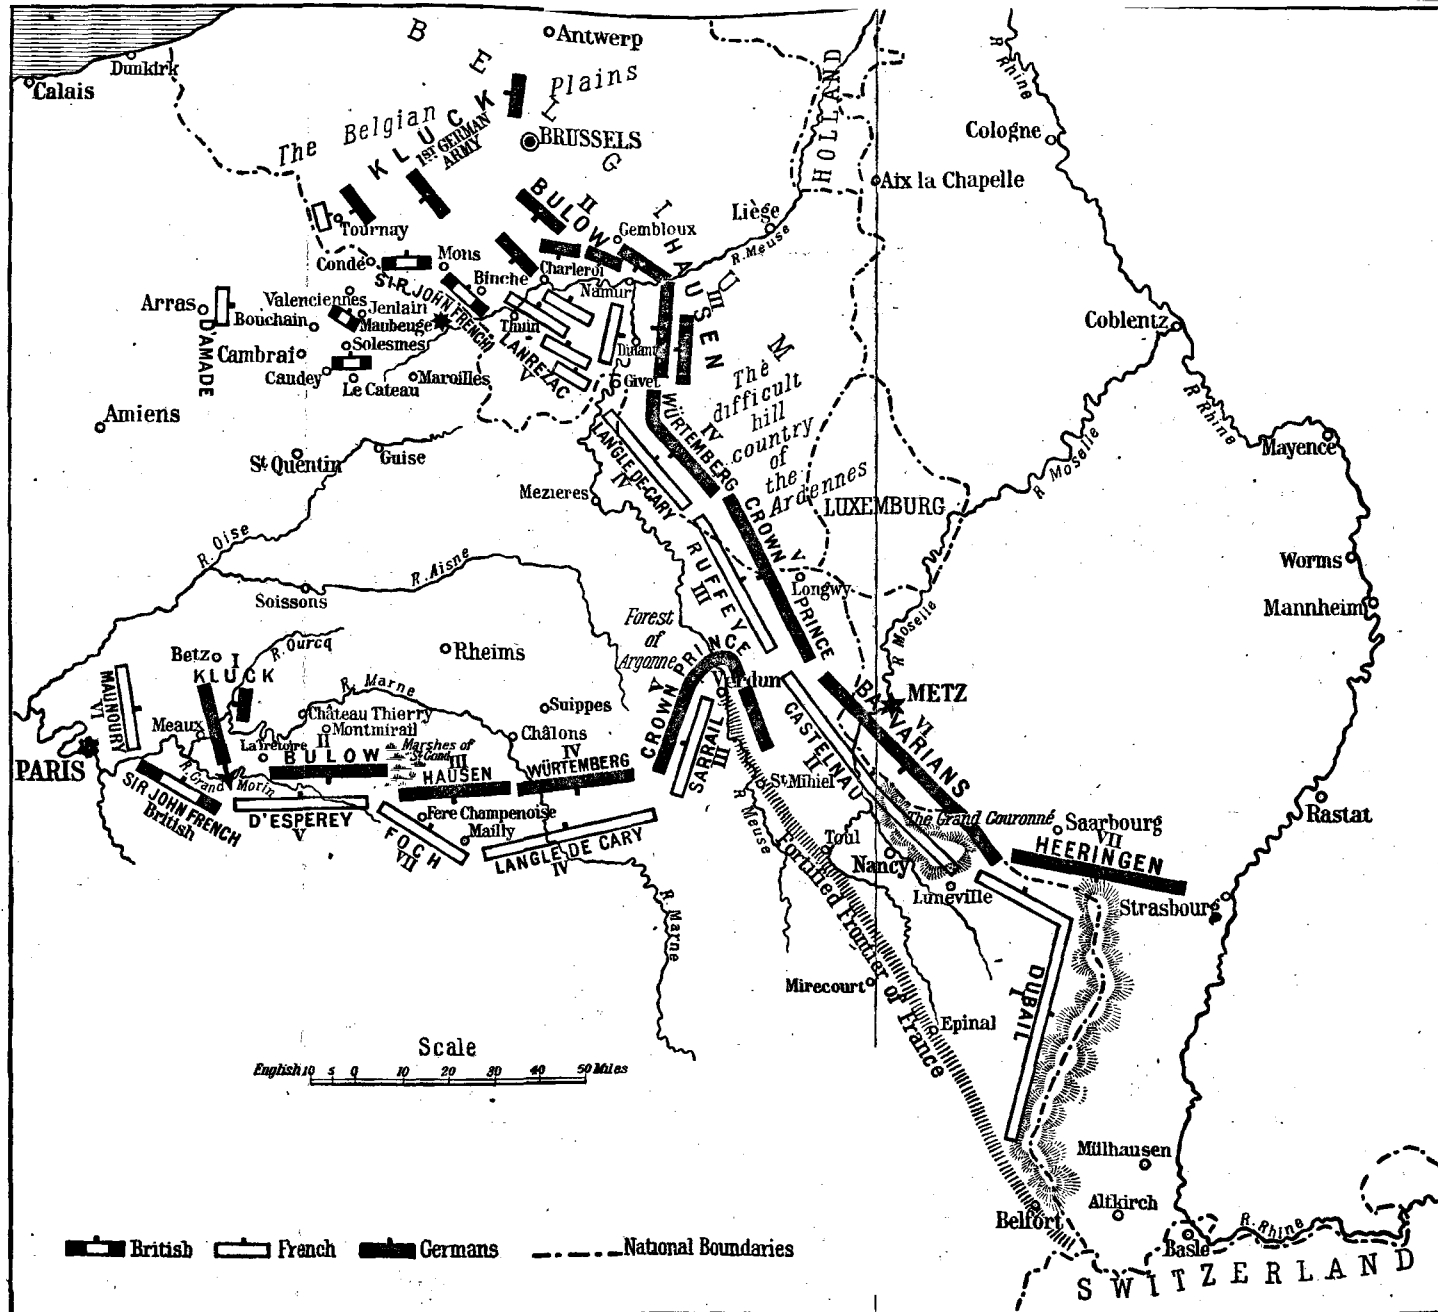 Antwerp
Dunkirk
Calais
BELGIUM
The Belgian Plains
KLUCK
1ST GERMAN
ARMY
BRUSSELS
HOLLAND
R Rhine
Cologne
Aix la Chapelle
BULOW
II
Gembloux
Liège
R. Meuse
HAUSEN
III
Tournay
Condé
Mons
Binche
Charleroi
Namur
SIR JOHN FRENCH
Arras
D'AMADE
Valenciennes
Jenlain
Bouchain
Maubeuge
Solesmes
Cambrai
Caudey
Le Cateau
Maroilles
Thuin
LANREZAC
V
Dinant
Givet
Coblentz
The
difficult
hill
country
of
the
Ardennes
WÜRTEMBERG
IV
R Rhine
R Moselle
Mayence
Amiens
St Quentin
Guise
LANGLE-DE-CARY
IV
Mezieres
LUXEMBURG
CROWN PRINCE
V
Longwy
RUFFEY
III
R. Oise
R. Aisne
Soissons
Worms
Mannheim
R Moselle
Forest
of
Argonne
Betz
I
KLUCK
R. Ourcq
Rheims
R. Marne
CROWN PRINCE
V
Verdun
METZ
BAVARIANS
VI
MAUNOURY
VI
Meaux
Château Thierry
Montmirail
Suippes
Châlons
La Tretoire
II
BULOW
Marshes of
St Gond
III
HAUSEN
IV
WÜRTEMBERG
SARRAIL
III
CASTELNAU
II
St Mihiel
PARIS
R. Grand Morin
SIR JOHN FRENCH
British
D'ESPEREY
V
FOCH
VII
Fere Champenoise
Mailly
LANGLE DE CARY
IV
R Meuse
R. Marne
The Grand Couronné
Saarbourg
VII
HEERINGEN
Rastat
Toul
Nancy
Luneville
Strasbourg
Fortified Frontier of France
DUBAIL
I
Mirecourt
Epinal
Scale
English 10 5 0 10 20 30 40 50 Miles
Mülhausen
Altkirch
Belfort
Basle
R. Rhine
SWITZERLAND
British
French
Germans
National Boundaries